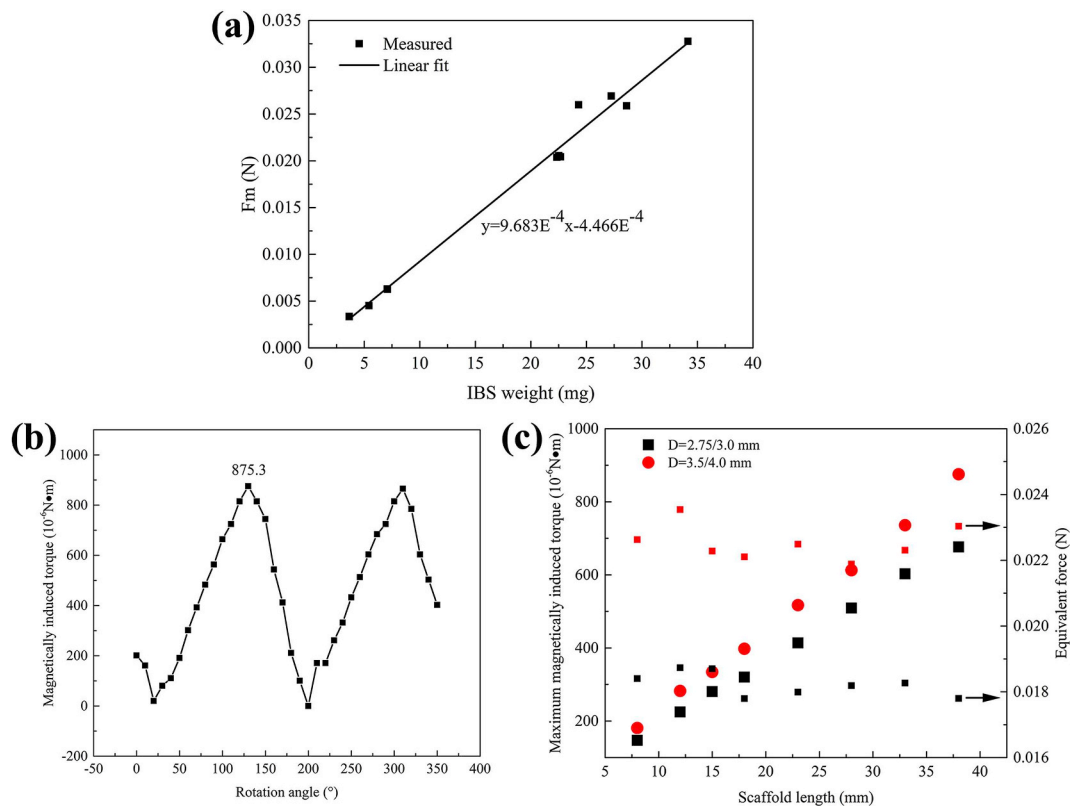 (a)
0.035
0.030
0.025
0.020
0.015
0.010
0.005
0.000
Fm (N)
Measured
Linear fit
y=9.683E^-4x-4.466E^-4
0 5 10 15 20 25 30 35 40
IBS weight (mg)
(b)
1000
800
600
400
200
0
-200
Magnetically induced torque (10^-6N•m)
875.3
-50 0 50 100 150 200 250 300 350 400
Rotation angle (°)
(c)
1000
800
600
400
200
Maximum magnetically induced torque (10^-6N•m)
D=2.75/3.0 mm
D=3.5/4.0 mm
0.026
0.024
0.022
0.020
0.018
0.016
Equivalent force (N)
5 10 15 20 25 30 35 40
Scaffold length (mm)